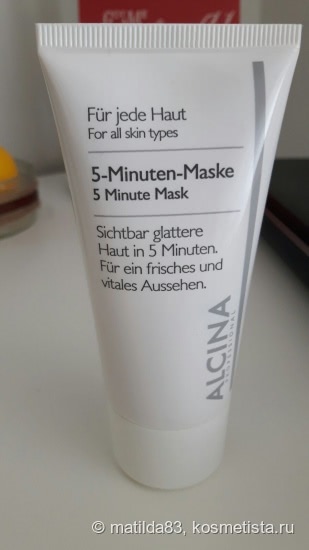 Für jede Haut
For all skin types
5-Minuten-Maske
5 Minute Mask
Sichtbar glattere
Haut in 5 Minuten.
Für ein frisches und
vitales Aussehen.
ALCINA
PROFESSIONAL
© matilda83, kosmetista.ru